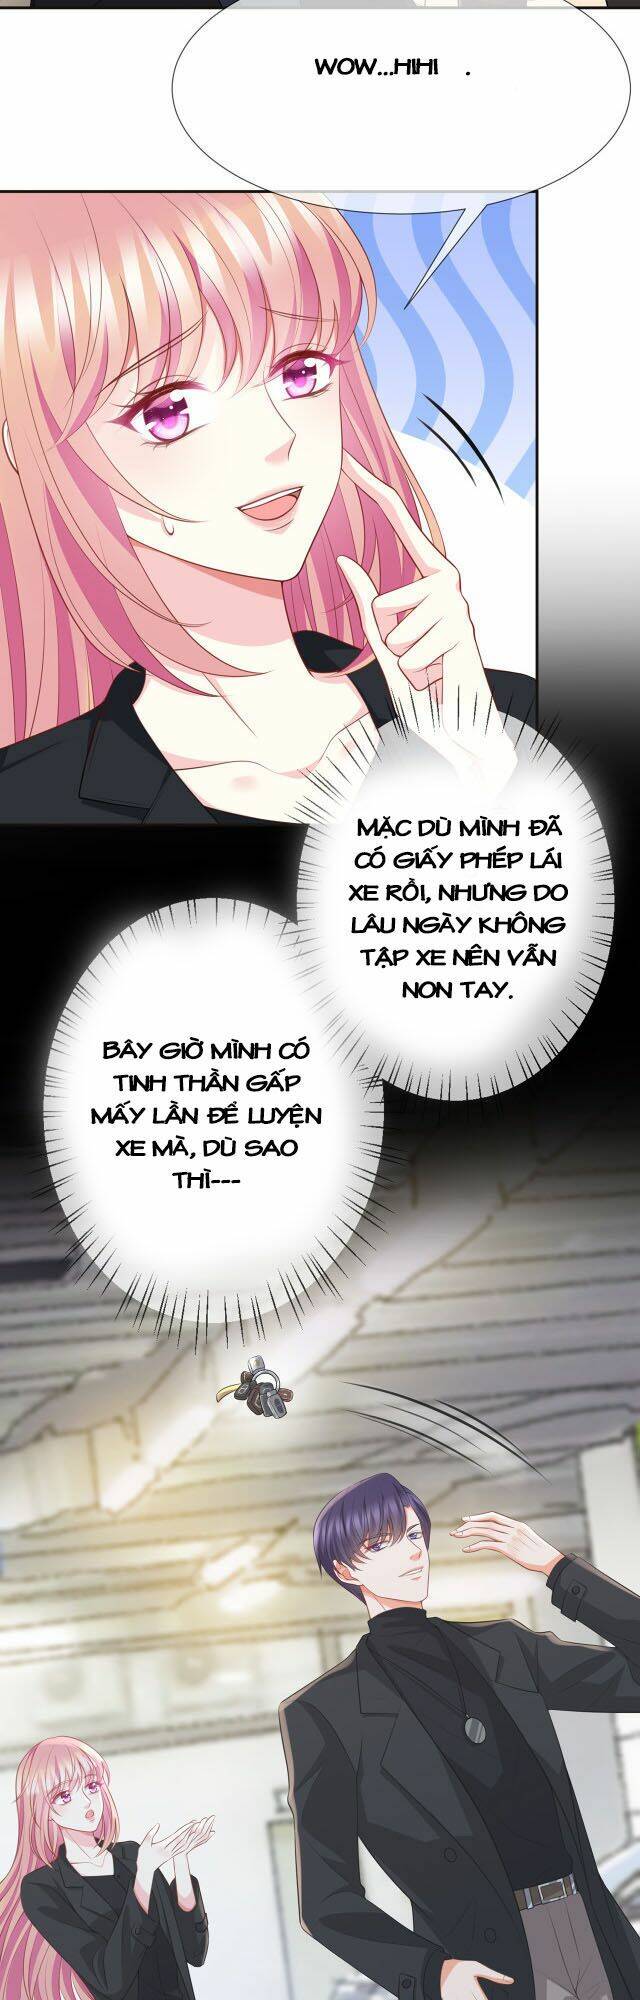 WOW...HIHI .
MẶC DÙ MÌNH ĐÃ
CÓ GIẤY PHÉP LÁI
XE RỒI, NHƯNG DO
LÂU NGÀY KHÔNG
TẬP XE NÊN VẪN
NON TAY.
BÂY GIỜ MÌNH CÓ
TINH THẦN GẤP
MẤY LẦN ĐỂ LUYỆN
XE MÀ, DÙ SAO
THÌ---